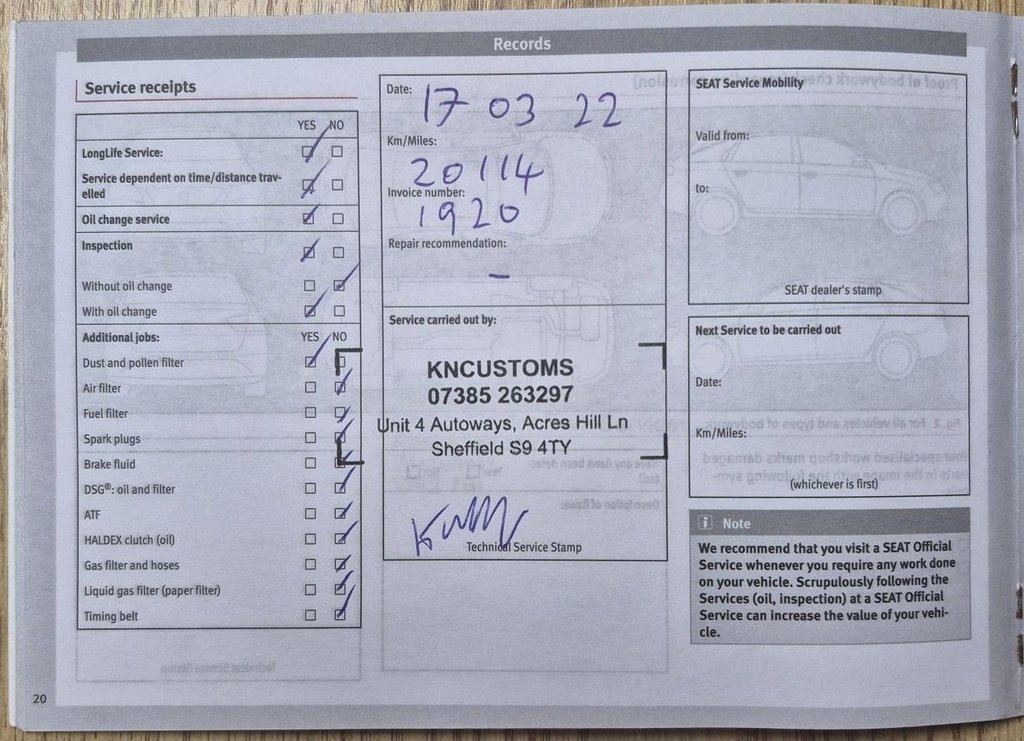 Records
Service receipts
YES NO
LongLife Service:
Service dependent on time/distance trav-
elled
Oil change service
Inspection
Without oil change
With oil change
Additional jobs: YES NO
Dust and pollen filter
Air filter
Fuel filter
Spark plugs
Brake fluid
DSG®: oil and filter
ATF
HALDEX clutch (oil)
Gas filter and hoses
Liquid gas filter (paper filter)
Timing belt
Date: 17 03 22
Km/Miles:
20114
Invoice number:
1920
Repair recommendation:
–
Service carried out by:
KNCUSTOMS
07385 263297
Unit 4 Autoways, Acres Hill Ln
Sheffield S9 4TY
Technical Service Stamp
SEAT Service Mobility
Valid from:
to:
SEAT dealer's stamp
Next Service to be carried out
Date:
Km/Miles:
(whichever is first)
i Note
We recommend that you visit a SEAT Official
Service whenever you require any work done
on your vehicle. Scrupulously following the
Services (oil, inspection) at a SEAT Official
Service can increase the value of your vehi-
cle.
20